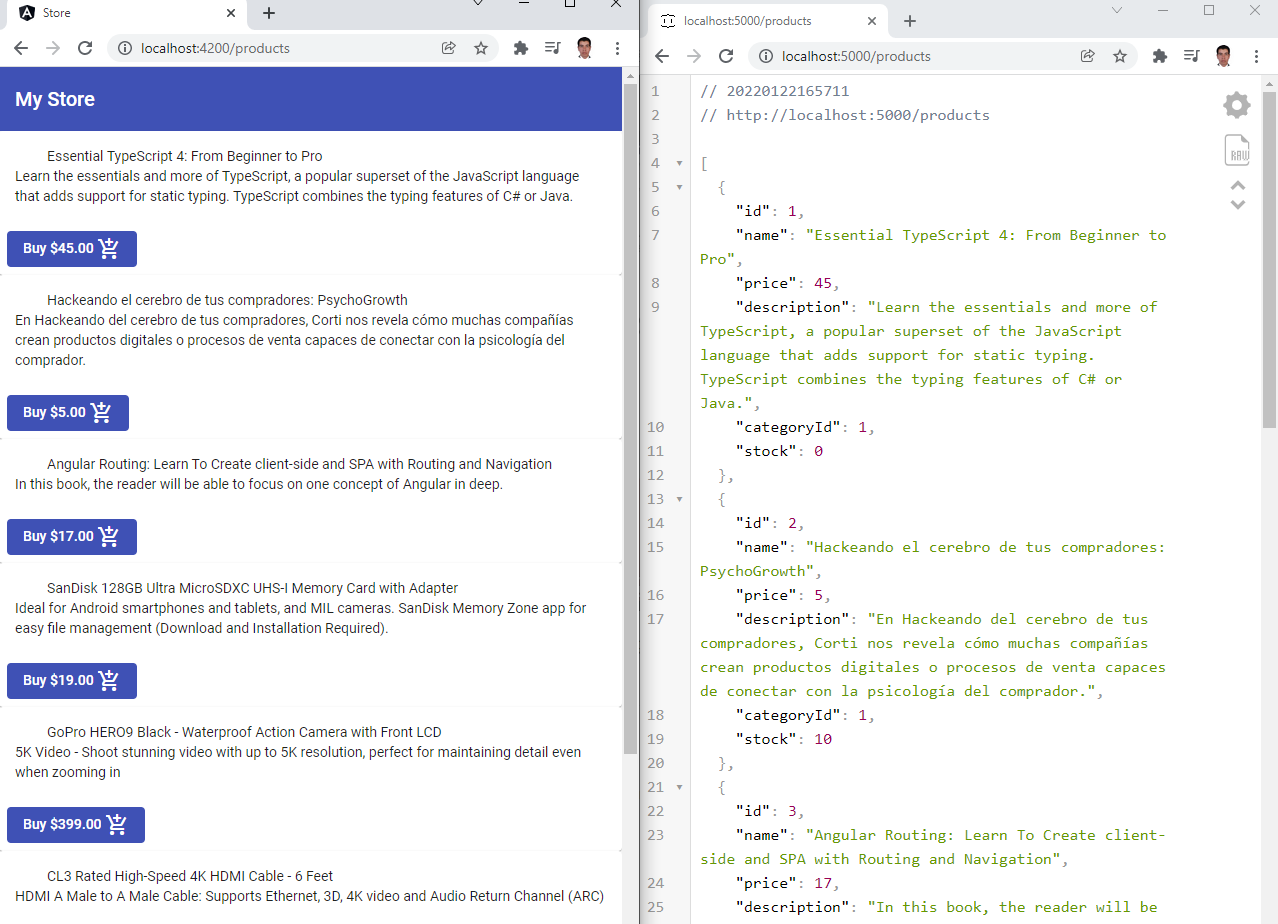 Store
localhost:4200/products
My Store
Essential TypeScript 4: From Beginner to Pro
Learn the essentials and more of TypeScript, a popular superset of the JavaScript language
that adds support for static typing. TypeScript combines the typing features of C# or Java.
Buy $45.00
Hackeando el cerebro de tus compradores: PsychoGrowth
En Hackeando del cerebro de tus compradores, Corti nos revela cómo muchas compañías
crean productos digitales o procesos de venta capaces de conectar con la psicología del
comprador.
Buy $5.00
Angular Routing: Learn To Create client-side and SPA with Routing and Navigation
In this book, the reader will be able to focus on one concept of Angular in deep.
Buy $17.00
SanDisk 128GB Ultra MicroSDXC UHS-I Memory Card with Adapter
Ideal for Android smartphones and tablets, and MIL cameras. SanDisk Memory Zone app for
easy file management (Download and Installation Required).
Buy $19.00
GoPro HERO9 Black - Waterproof Action Camera with Front LCD
5K Video - Shoot stunning video with up to 5K resolution, perfect for maintaining detail even
when zooming in
Buy $399.00
CL3 Rated High-Speed 4K HDMI Cable - 6 Feet
HDMI A Male to A Male Cable: Supports Ethernet, 3D, 4K video and Audio Return Channel (ARC)
localhost:5000/products
localhost:5000/products
RAW
1 // 20220122165711
2 // http://localhost:5000/products
3
4 [
5 {
6 "id": 1,
7 "name": "Essential TypeScript 4: From Beginner to
Pro",
8 "price": 45,
9 "description": "Learn the essentials and more of
TypeScript, a popular superset of the JavaScript
language that adds support for static typing.
TypeScript combines the typing features of C# or
Java.",
10 "categoryId": 1,
11 "stock": 0
12 },
13 {
14 "id": 2,
15 "name": "Hackeando el cerebro de tus compradores:
PsychoGrowth",
16 "price": 5,
17 "description": "En Hackeando del cerebro de tus
compradores, Corti nos revela cómo muchas compañías
crean productos digitales o procesos de venta capaces
de conectar con la psicología del comprador.",
18 "categoryId": 1,
19 "stock": 10
20 },
21 {
22 "id": 3,
23 "name": "Angular Routing: Learn To Create client-
side and SPA with Routing and Navigation",
24 "price": 17,
25 "description": "In this book, the reader will be